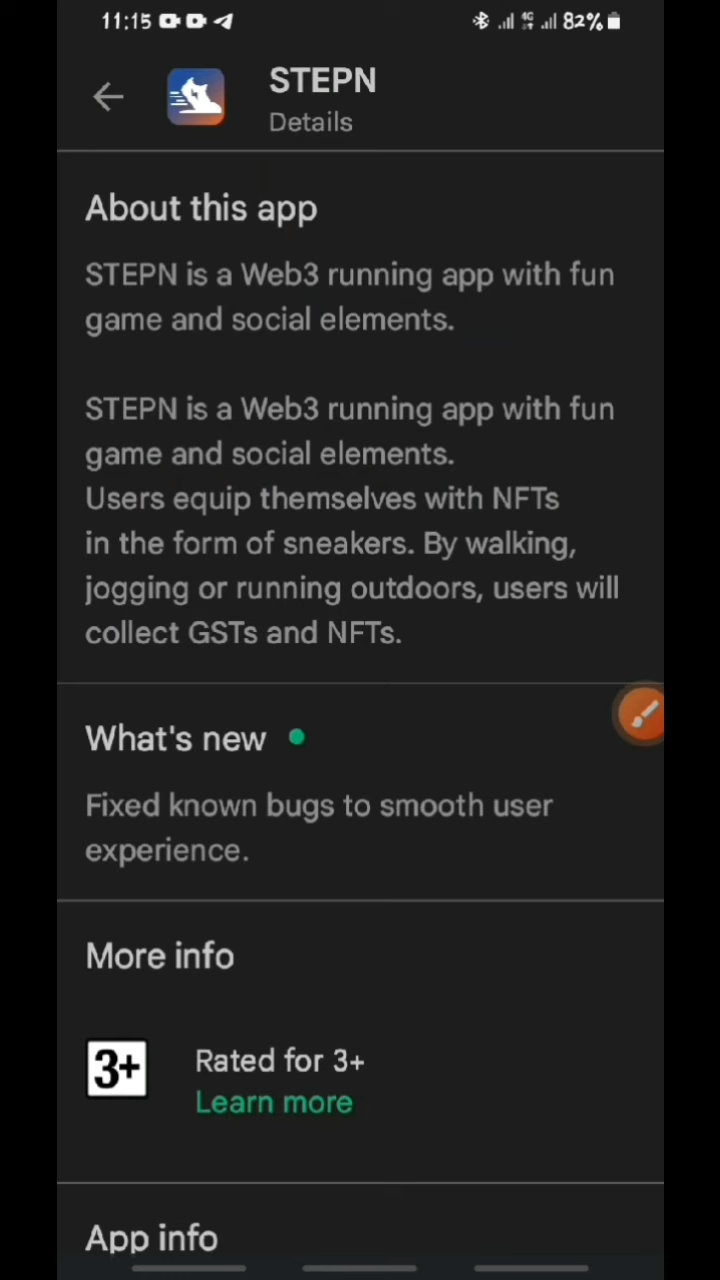 11:15
4G
82%
STEPN
Details
About this app
STEPN is a Web3 running app with fun
game and social elements.
STEPN is a Web3 running app with fun
game and social elements.
Users equip themselves with NFTs
in the form of sneakers. By walking,
jogging or running outdoors, users will
collect GSTs and NFTs.
What's new
Fixed known bugs to smooth user
experience.
More info
3+
Rated for 3+
Learn more
App info